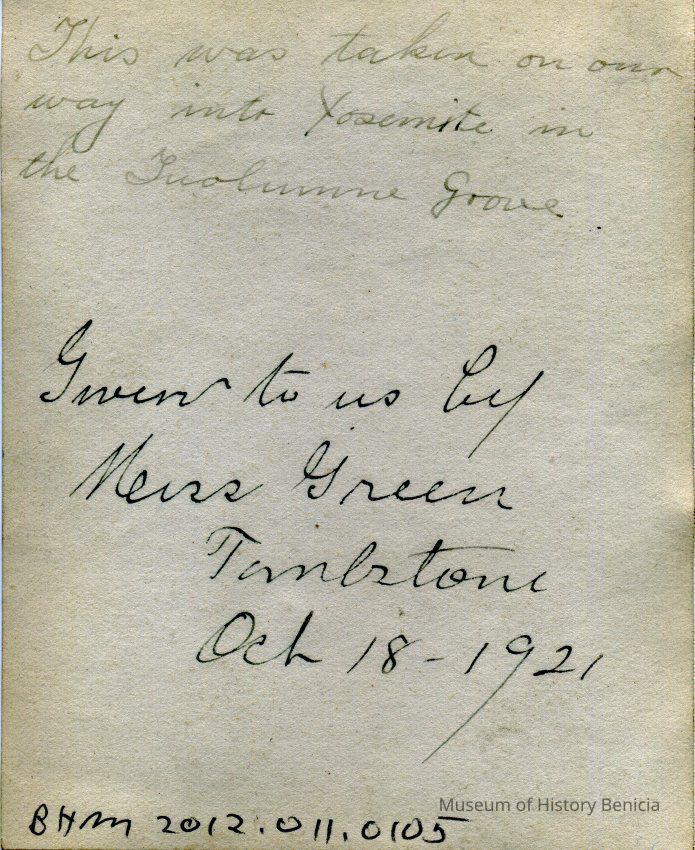 This was taken on our
way into Yosemite in
the Tuolumne Grove
Given to us by
Miss Green
Tombstone
Oct 18-1921
Museum of History Benicia
BHM 2012.011.0105